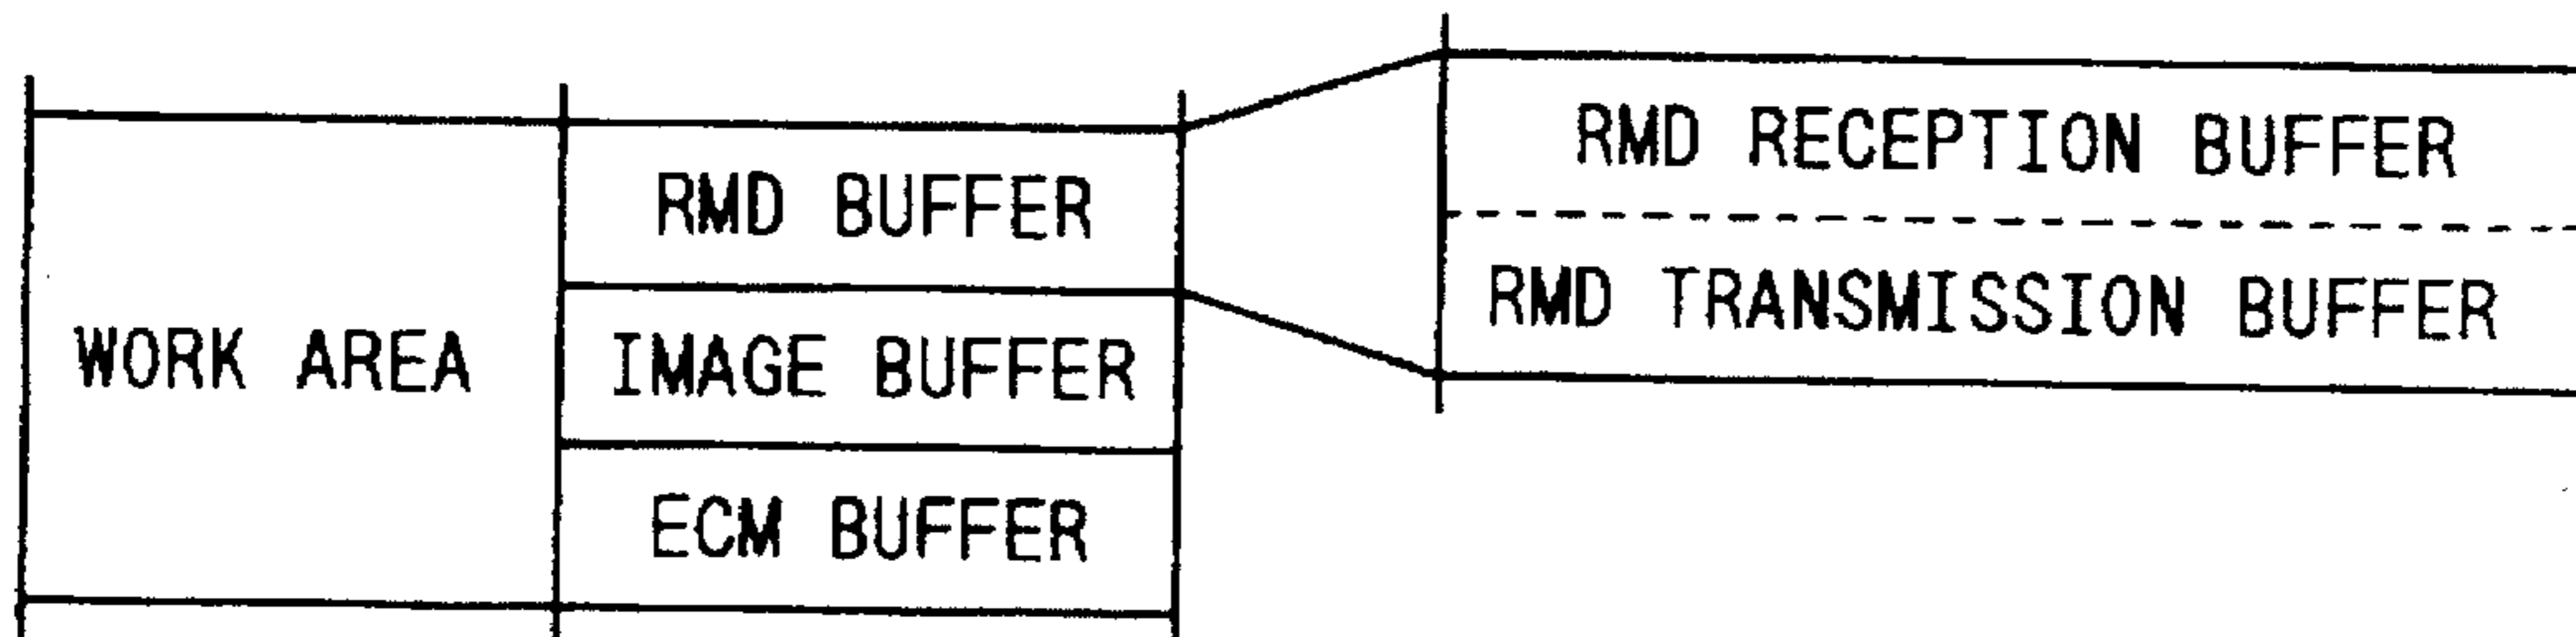 WORK AREA
RMD BUFFER
IMAGE BUFFER
ECM BUFFER
RMD RECEPTION BUFFER
RMD TRANSMISSION BUFFER